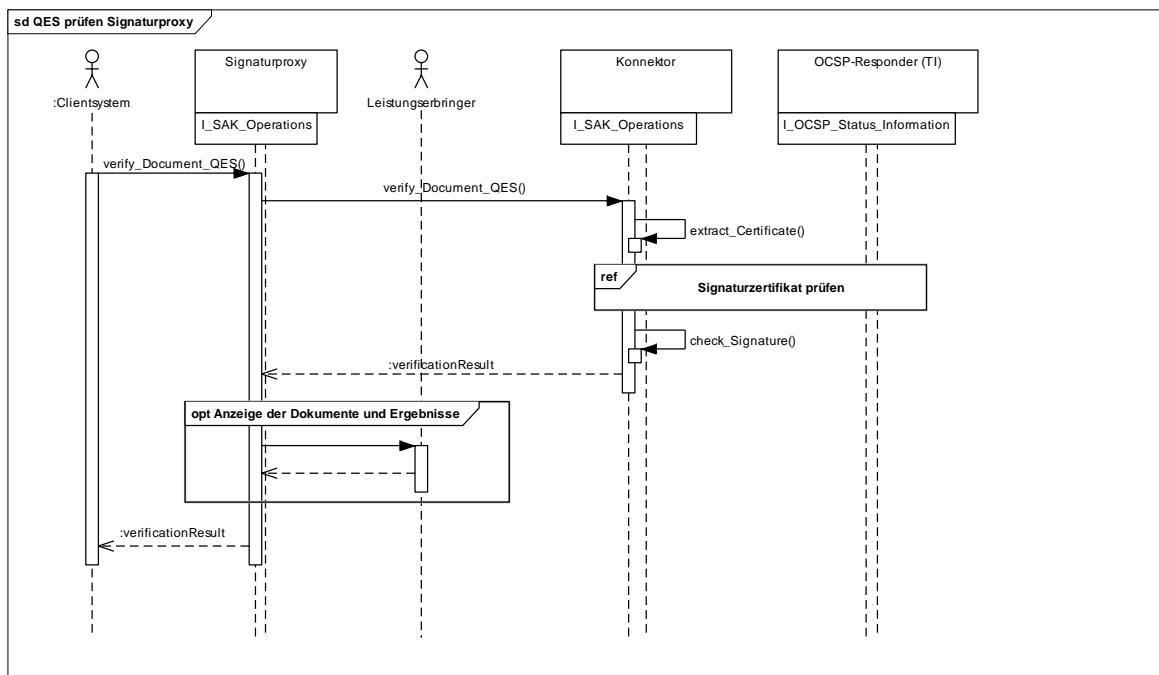 sd QES prüfen Signaturproxy
Signaturproxy
Konnektor
OCSP-Responder (TI)
:Clientsystem
Leistungserbringer
I_SAK_Operations
I_SAK_Operations
I_OCSP_Status_Information
verify_Document_QES()
verify_Document_QES()
extract_Certificate()
ref
Signaturzertifikat prüfen
check_Signature()
:verificationResult
opt Anzeige der Dokumente und Ergebnisse
:verificationResult